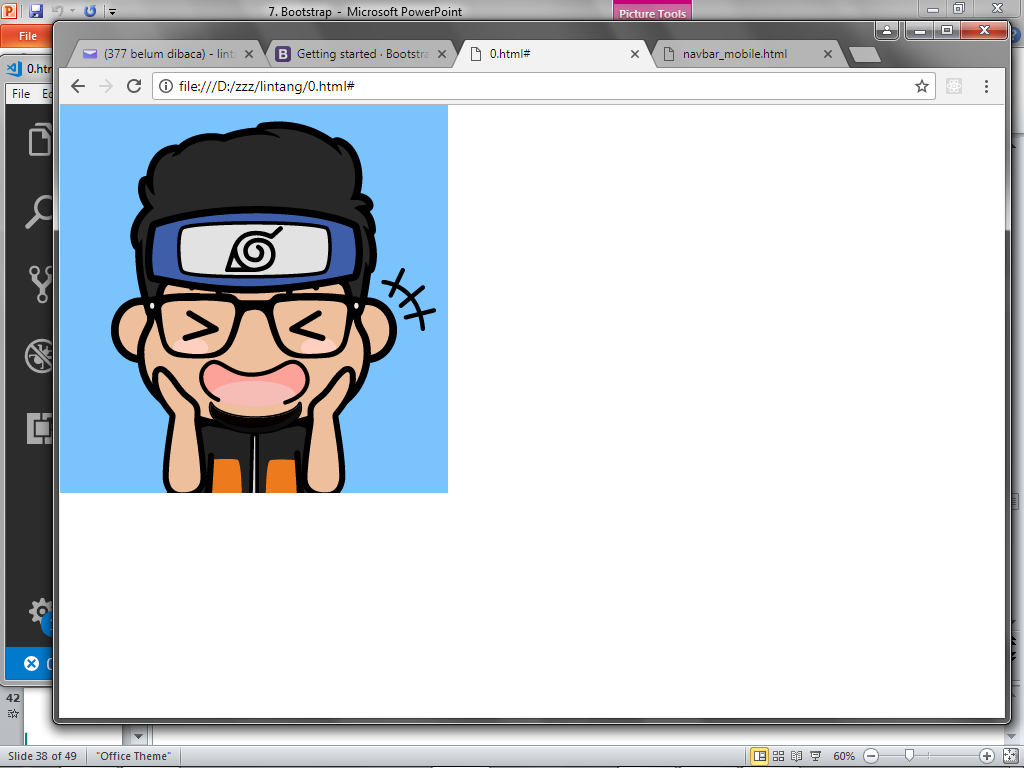 7. Bootstrap - Microsoft PowerPoint
Picture Tools
File
(377 belum dibaca) - lint
Getting started · Bootstra
0.html#
navbar_mobile.html
file:///D:/zzz/lintang/0.html#
0.ht
File
42
Slide 38 of 49
"Office Theme"
60%